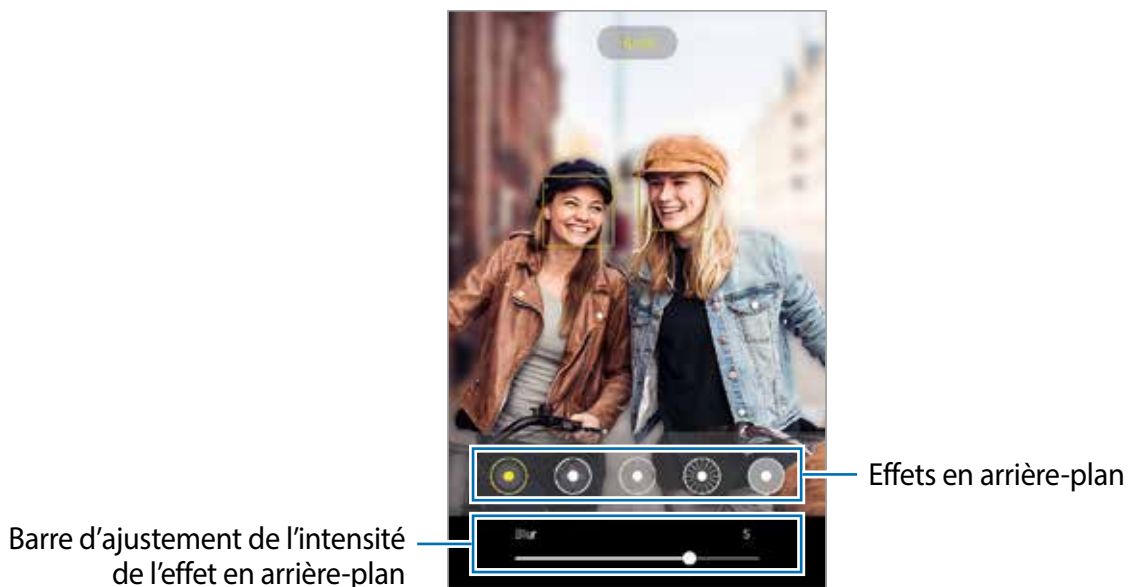 Effets en arrière-plan
Blur 5
Barre d’ajustement de l’intensité
de l’effet en arrière-plan